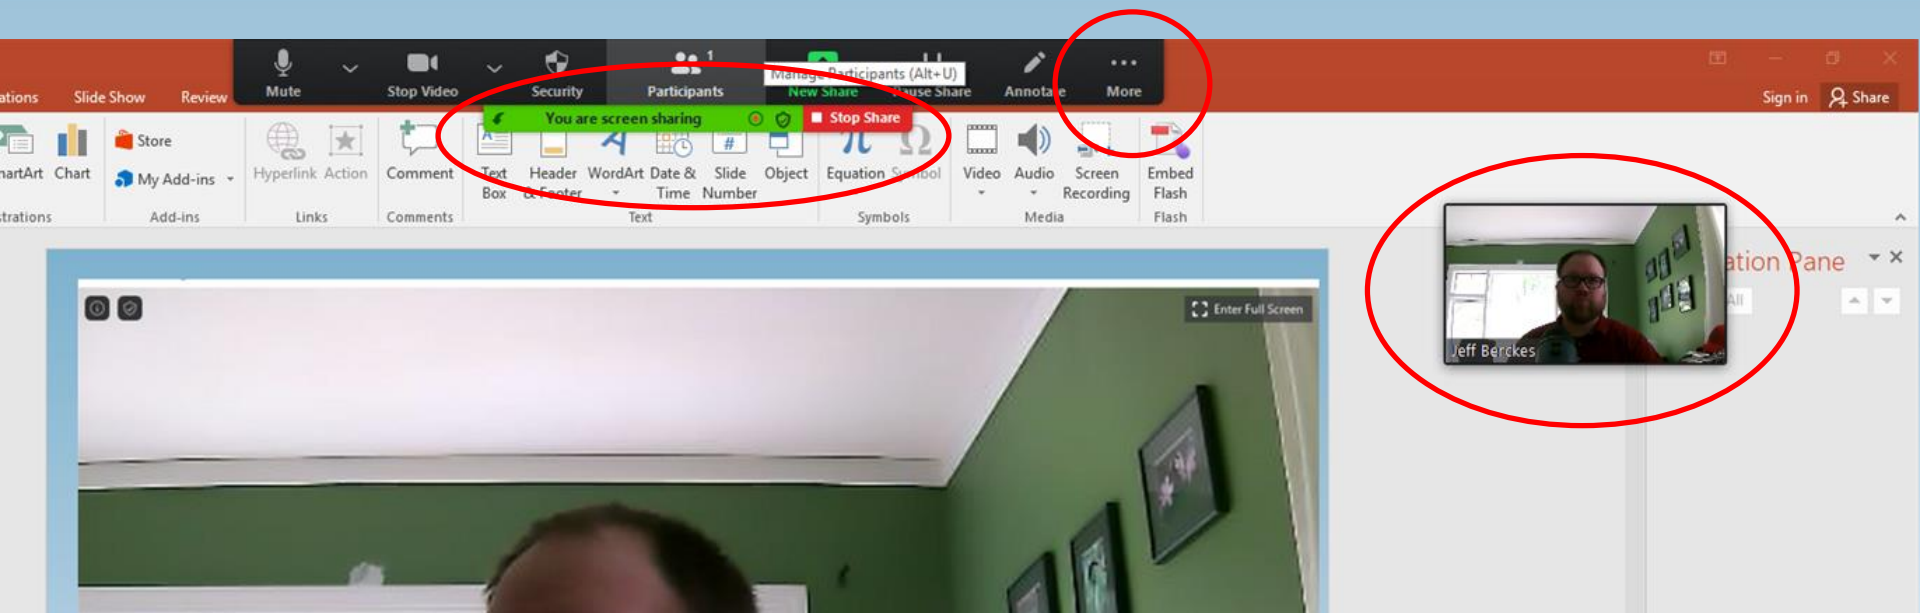 1
Manage Participants (Alt+U)
Mute
Stop Video
Security
Participants
New Share
Pause Share
Annotate
More
ations
Slide Show
Review
Sign in
Share
You are screen sharing
Stop Share
Store
My Add-ins
martArt
Chart
Hyperlink
Action
Comment
Text
Box
A
Header
& Footer
A
WordArt
Date &
Time
#
Slide
Number
Object
π
Equation
Ω
Symbol
Video
Audio
Screen
Recording
Embed
Flash
strations
Add-ins
Links
Comments
Text
Symbols
Media
Flash
ation Pane
All
Jeff Berckes
Enter Full Screen